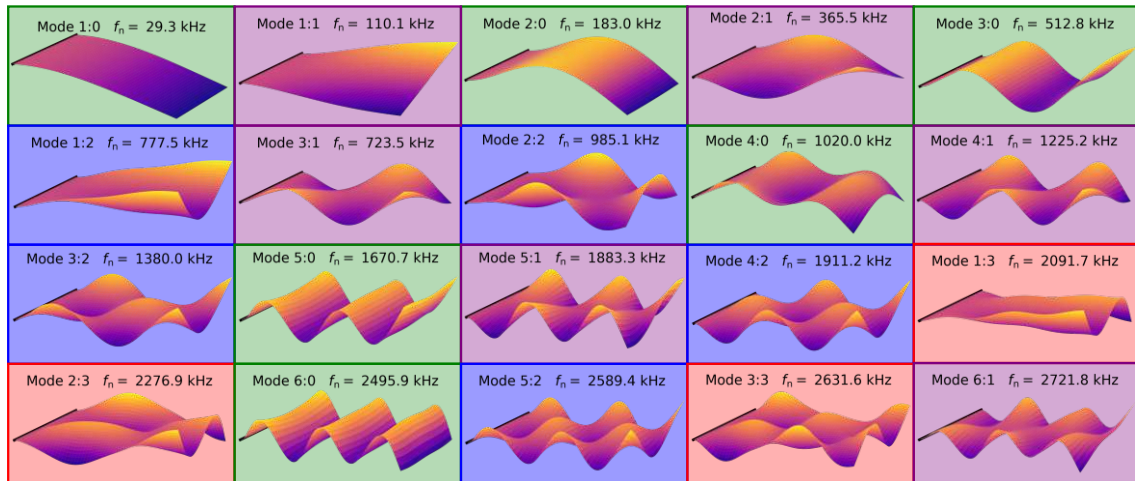 Mode 1:0 fn = 29.3 kHz
Mode 1:1 fn = 110.1 kHz
Mode 2:0 fn = 183.0 kHz
Mode 2:1 fn = 365.5 kHz
Mode 3:0 fn = 512.8 kHz
Mode 1:2 fn = 777.5 kHz
Mode 3:1 fn = 723.5 kHz
Mode 2:2 fn = 985.1 kHz
Mode 4:0 fn = 1020.0 kHz
Mode 4:1 fn = 1225.2 kHz
Mode 3:2 fn = 1380.0 kHz
Mode 5:0 fn = 1670.7 kHz
Mode 5:1 fn = 1883.3 kHz
Mode 4:2 fn = 1911.2 kHz
Mode 1:3 fn = 2091.7 kHz
Mode 2:3 fn = 2276.9 kHz
Mode 6:0 fn = 2495.9 kHz
Mode 5:2 fn = 2589.4 kHz
Mode 3:3 fn = 2631.6 kHz
Mode 6:1 fn = 2721.8 kHz